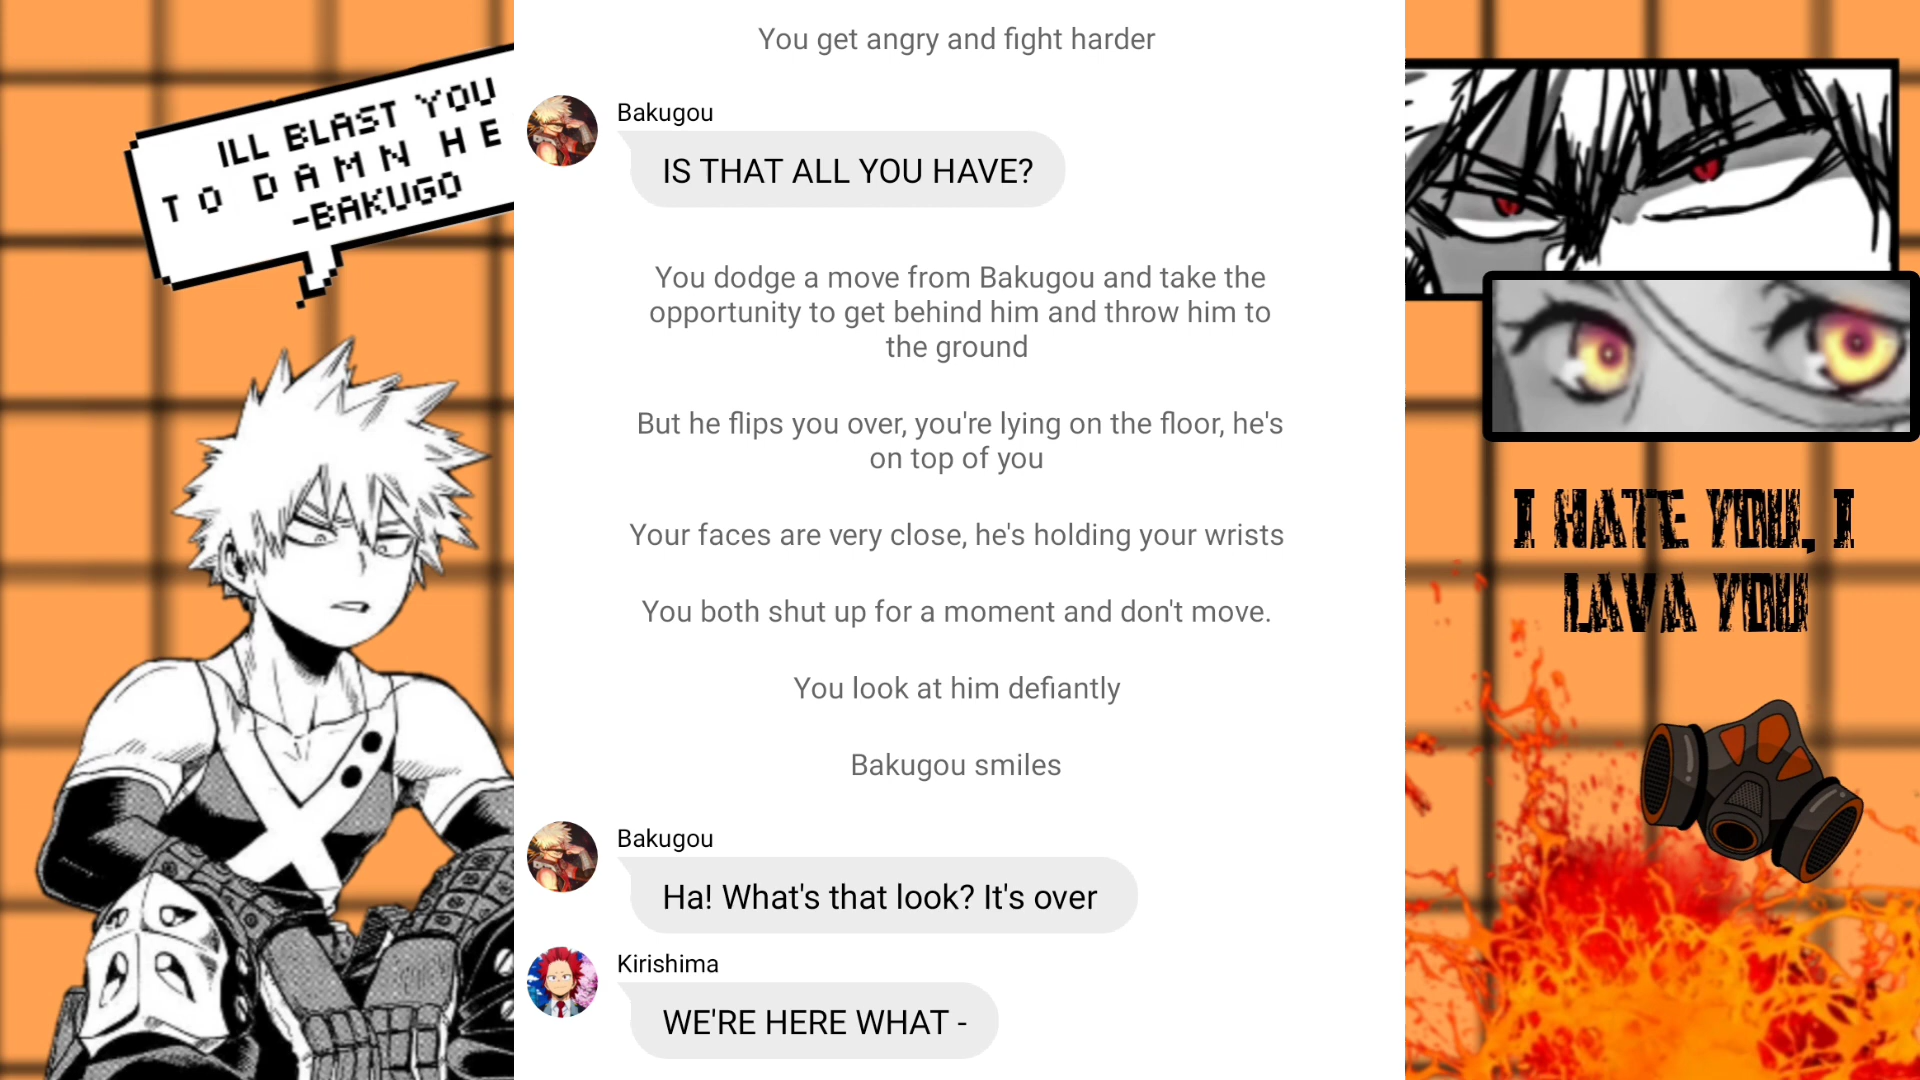 ILL BLAST YOU
TO DAMN HE
-BAKUGO
You get angry and fight harder
Bakugou
IS THAT ALL YOU HAVE?
You dodge a move from Bakugou and take the
opportunity to get behind him and throw him to
the ground
But he flips you over, you're lying on the floor, he's
on top of you
Your faces are very close, he's holding your wrists
You both shut up for a moment and don't move.
You look at him defiantly
Bakugou smiles
Bakugou
Ha! What's that look? It's over
Kirishima
WE'RE HERE WHAT -
I HATE YOU, I
LAVA YOU